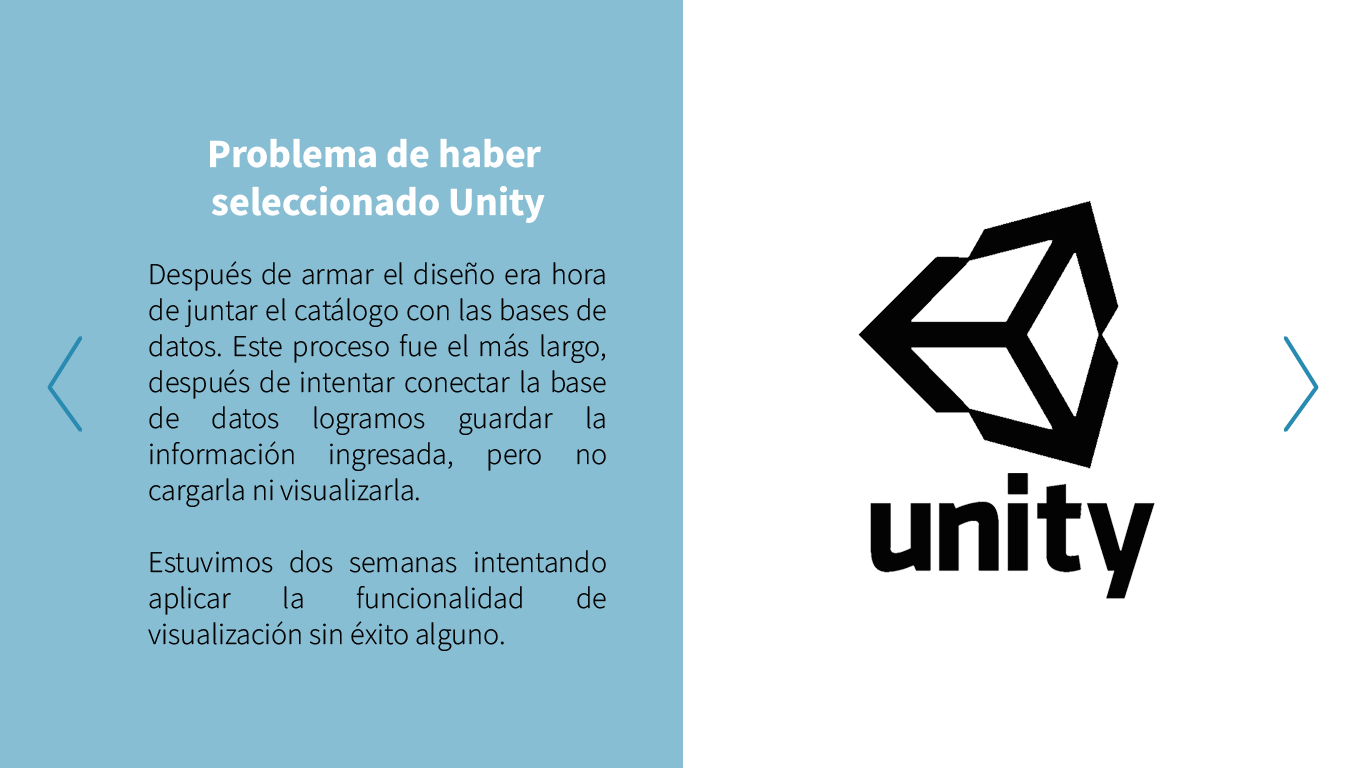 Problema de haber
seleccionado Unity
Después de armar el diseño era hora
de juntar el catálogo con las bases de
datos. Este proceso fue el más largo,
después de intentar conectar la base
de datos logramos guardar la
información ingresada, pero no
cargarla ni visualizarla.
Estuvimos dos semanas intentando
aplicar la funcionalidad de
visualización sin éxito alguno.
unity